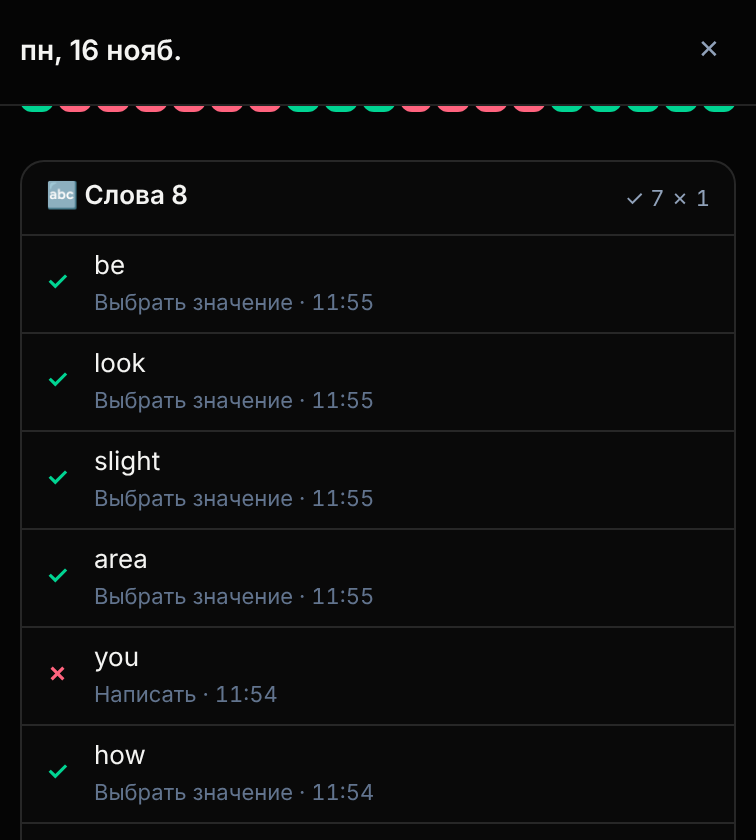 пн, 16 нояб.
abc Слова 8
✓ 7 × 1
be
Выбрать значение · 11:55
look
Выбрать значение · 11:55
slight
Выбрать значение · 11:55
area
Выбрать значение · 11:55
you
Написать · 11:54
how
Выбрать значение · 11:54